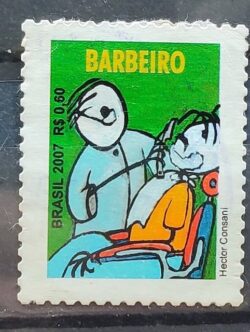 BARBEIRO
BRASIL 2007 R$ 0,60
Hector Consani